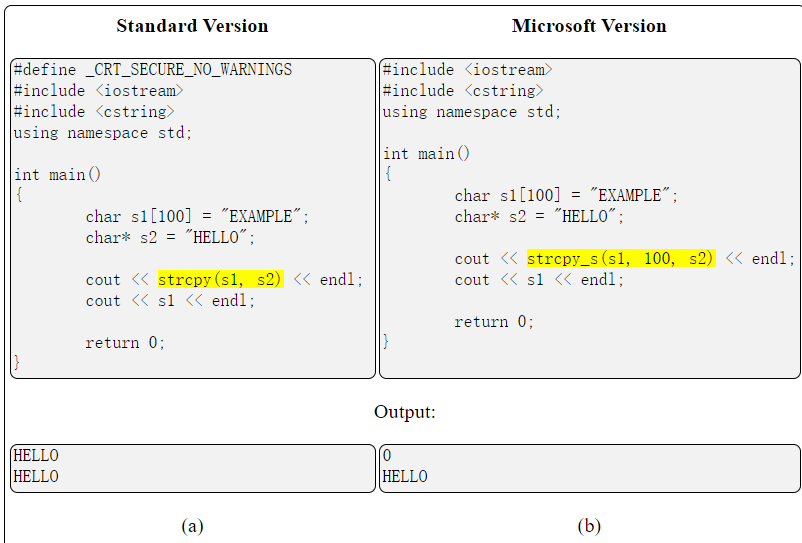 Standard Version
#define _CRT_SECURE_NO_WARNINGS
#include <iostream>
#include <cstring>
using namespace std;
int main()
{
char s1[100] = "EXAMPLE";
char* s2 = "HELLO";
cout << strcpy(s1, s2) << endl;
cout << s1 << endl;
return 0;
}
Microsoft Version
#include <iostream>
#include <cstring>
using namespace std;
int main()
{
char s1[100] = "EXAMPLE";
char* s2 = "HELLO";
cout << strcpy_s(s1, 100, s2) << endl;
cout << s1 << endl;
return 0;
}
Output:
HELLO
HELLO
(a)
0
HELLO
(b)